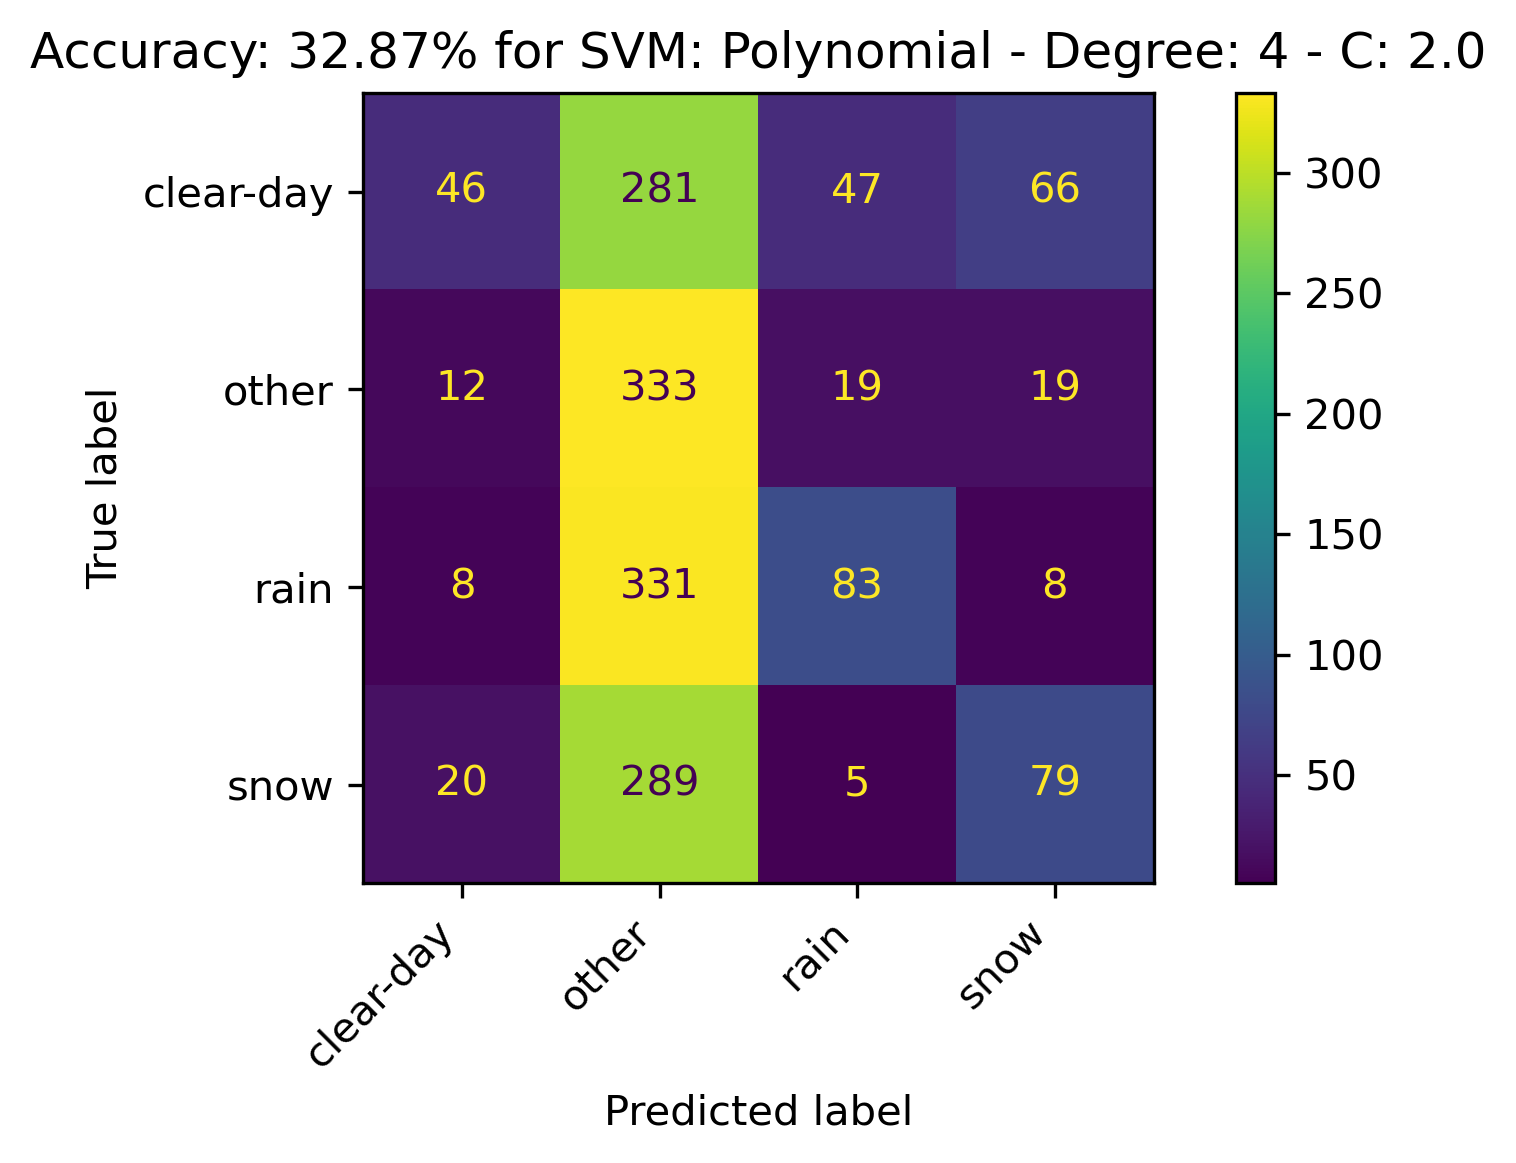 Accuracy: 32.87% for SVM: Polynomial - Degree: 4 - C: 2.0
clear-day 46 281 47 66
other 12 333 19 19
rain 8 331 83 8
snow 20 289 5 79
True label
clear-day other rain snow
Predicted label
300
250
200
150
100
50